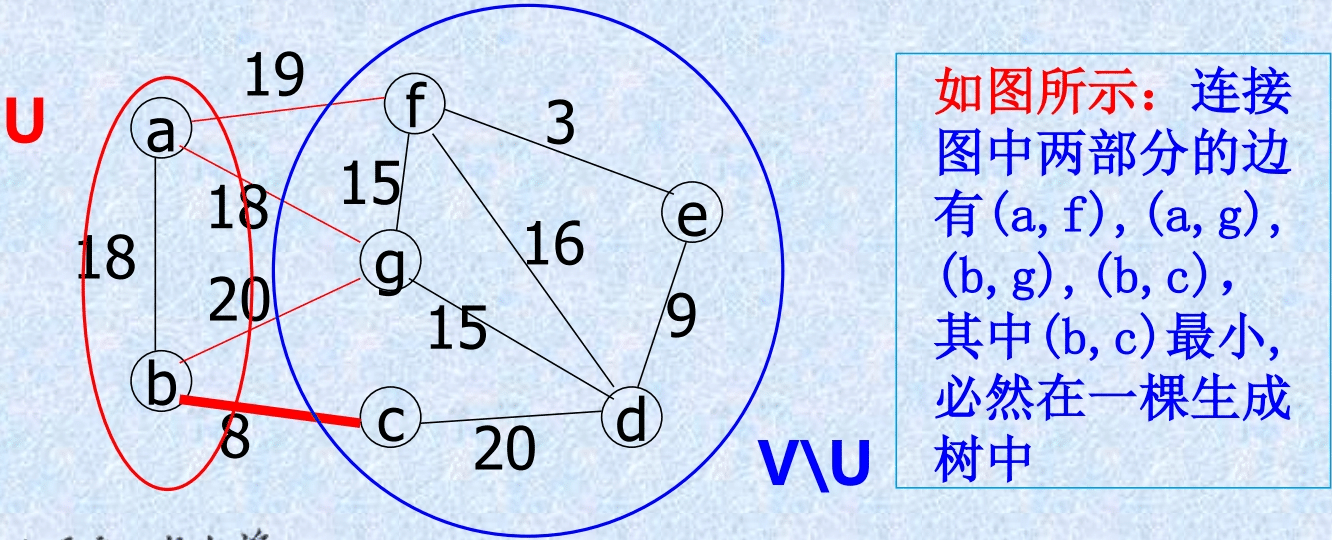 U
V\U
a
b
c
d
e
f
g
19
18
18
20
8
15
3
16
15
9
20
如图所示：连接
图中两部分的边
有(a,f),(a,g),
(b,g),(b,c)，
其中(b,c)最小,
必然在一棵生成
树中